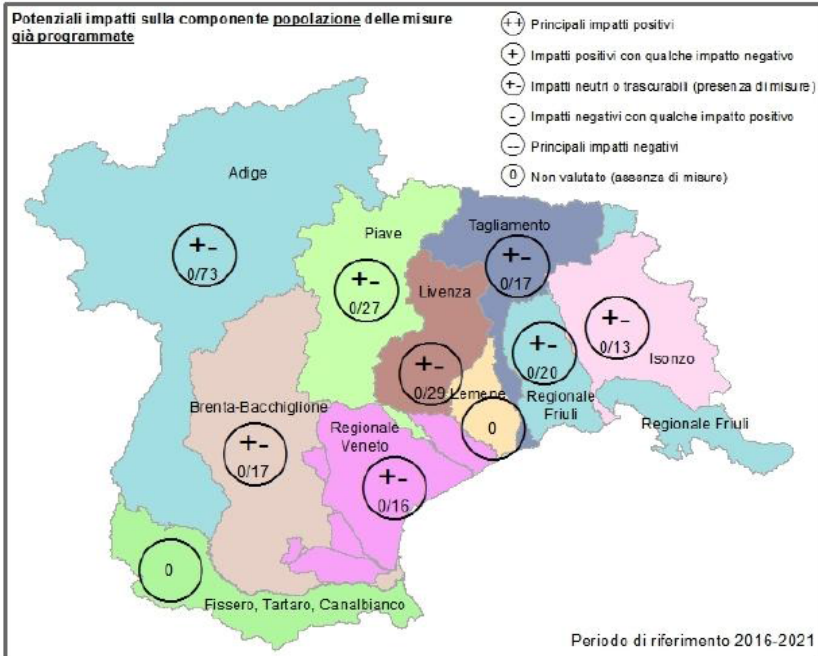 Potenziali impatti sulla componente popolazione delle misure
già programmate
++ Principali impatti positivi
+ Impatti positivi con qualche impatto negativo
+- Impatti neutri o trascurabili (presenza di misure)
- Impatti negativi con qualche impatto positivo
-- Principali impatti negativi
0 Non valutato (assenza di misure)
Adige
+-
0/73
Piave
+-
0/27
Tagliamento
+-
0/17
Livenza
+-
0/29
Lemene
0
+-
0/20
Regionale
Friuli
+-
0/13
Isonzo
Regionale Friuli
Brenta-Bacchiglione
+-
0/17
Regionale
Veneto
+-
0/16
0
Fissero, Tartaro, Canalbianco
Periodo di riferimento 2016-2021